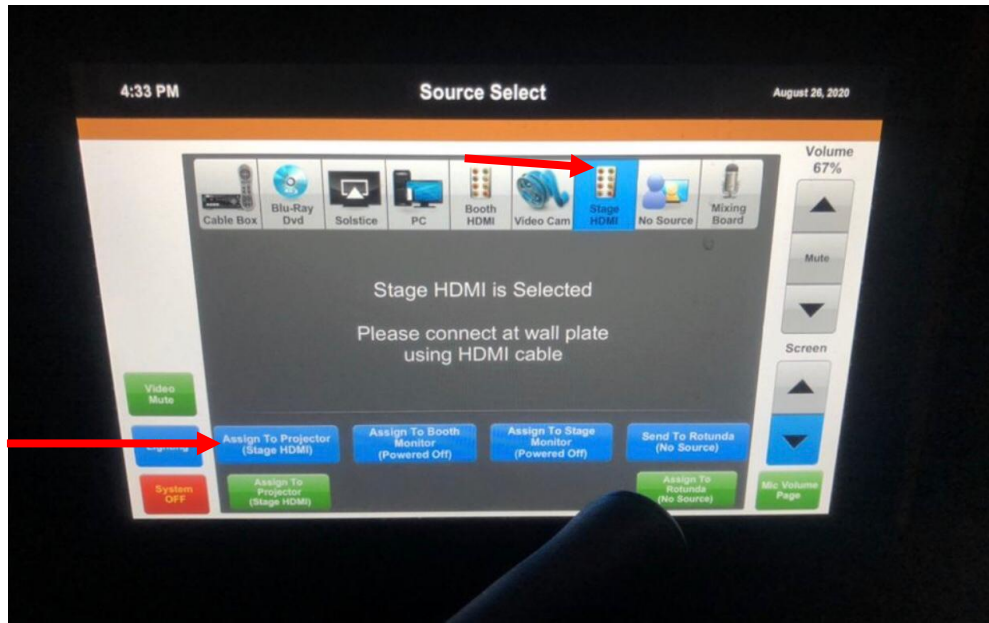 4:33 PM
Source Select
August 26, 2020
Volume
67%
Cable Box
Blu-Ray
Dvd
Solstice
PC
Booth
HDMI
Video Cam
Stage
HDMI
No Source
Mixing
Board
Mute
Stage HDMI is Selected
Please connect at wall plate
using HDMI cable
Screen
Video
Mute
Lighting
Assign To Projector
(Stage HDMI)
Assign To Booth
Monitor
(Powered Off)
Assign To Stage
Monitor
(Powered Off)
Send To Rotunda
(No Source)
System
OFF
Assign To
Projector
(Stage HDMI)
Assign To
Rotunda
(No Source)
Mic Volume
Page